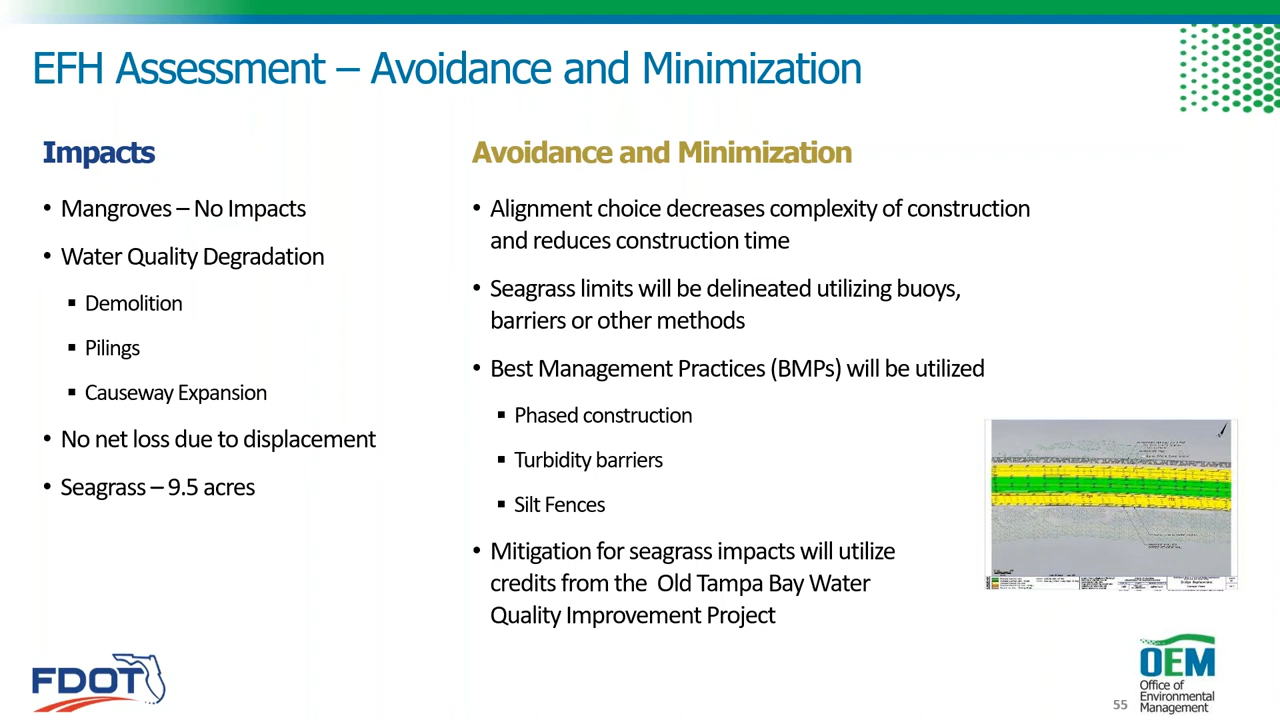 EFH Assessment – Avoidance and Minimization
Impacts
• Mangroves – No Impacts
• Water Quality Degradation
▪ Demolition
▪ Pilings
▪ Causeway Expansion
• No net loss due to displacement
• Seagrass – 9.5 acres
Avoidance and Minimization
• Alignment choice decreases complexity of construction
and reduces construction time
• Seagrass limits will be delineated utilizing buoys,
barriers or other methods
• Best Management Practices (BMPs) will be utilized
▪ Phased construction
▪ Turbidity barriers
▪ Silt Fences
• Mitigation for seagrass impacts will utilize
credits from the  Old Tampa Bay Water
Quality Improvement Project
FDOT
55
OEM
Office of
Environmental
Management